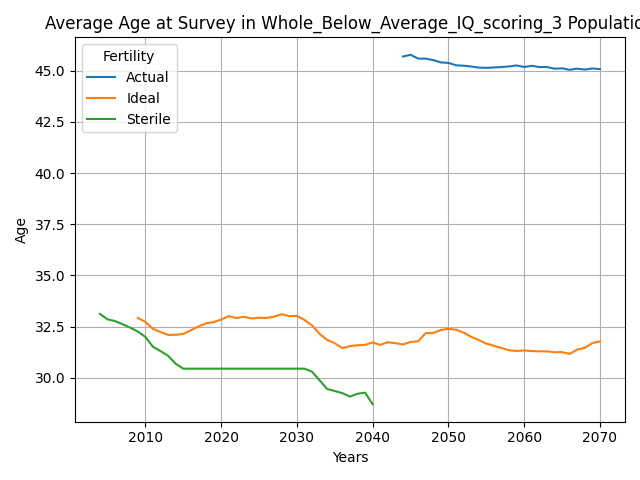 Average Age at Survey in Whole_Below_Average_IQ_scoring_3 Populatio
Fertility
Actual
Ideal
Sterile
45.0
42.5
40.0
37.5
35.0
32.5
30.0
Age
2010 2020 2030 2040 2050 2060 2070
Years